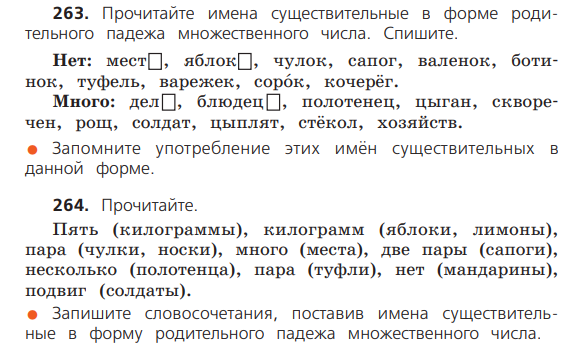 263. Прочитайте имена существительные в форме роди-
тельного падежа множественного числа. Спишите.
Нет: мест□, яблок□, чулок, сапог, валенок, боти-
нок, туфель, варежек, соро́к, кочерёг.
Много: дел□, блюдец□, полотенец, цыган, скворе-
чен, рощ, солдат, цыплят, стёкол, хозяйств.
● Запомните употребление этих имён существительных в
данной форме.
264. Прочитайте.
Пять (килограммы), килограмм (яблоки, лимоны),
пара (чулки, носки), много (места), две пары (сапоги),
несколько (полотенца), пара (туфли), нет (мандарины),
подвиг (солдаты).
● Запишите словосочетания, поставив имена существитель-
ные в форму родительного падежа множественного числа.